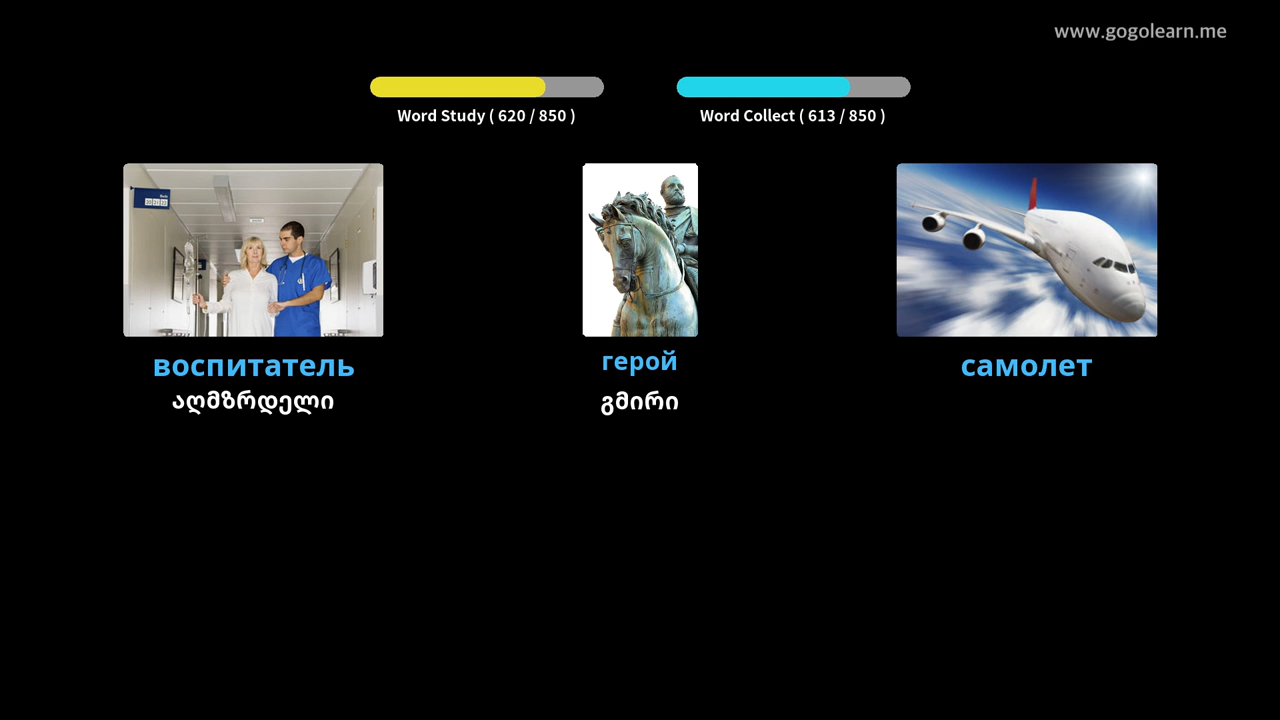 www.gogolearn.me
Word Study ( 620 / 850 )
Word Collect ( 613 / 850 )
воспитатель
აღმზრდელი
герой
გმირი
самолет